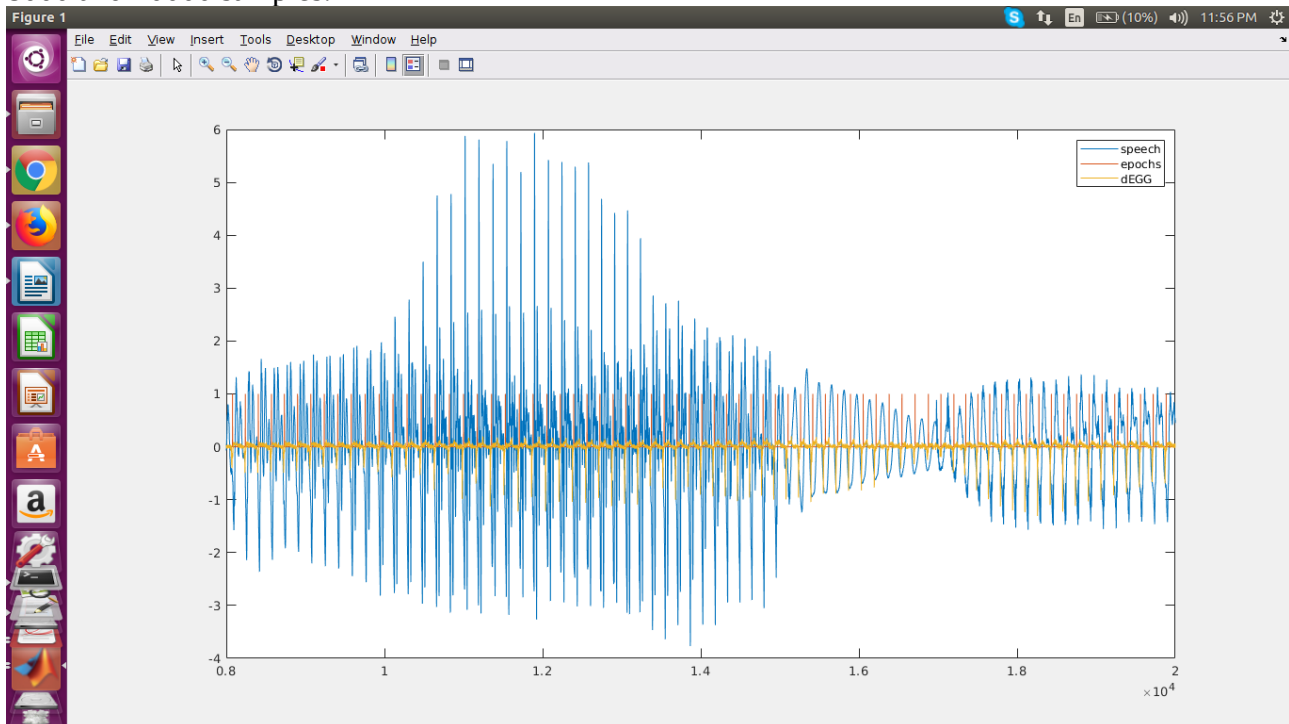 Figure 1
En (10%) 11:56 PM
File Edit View Insert Tools Desktop Window Help
6
5
4
3
2
1
0
-1
-2
-3
-4
speech
epochs
dEGG
0.8 1 1.2 1.4 1.6 1.8 2
×10^4